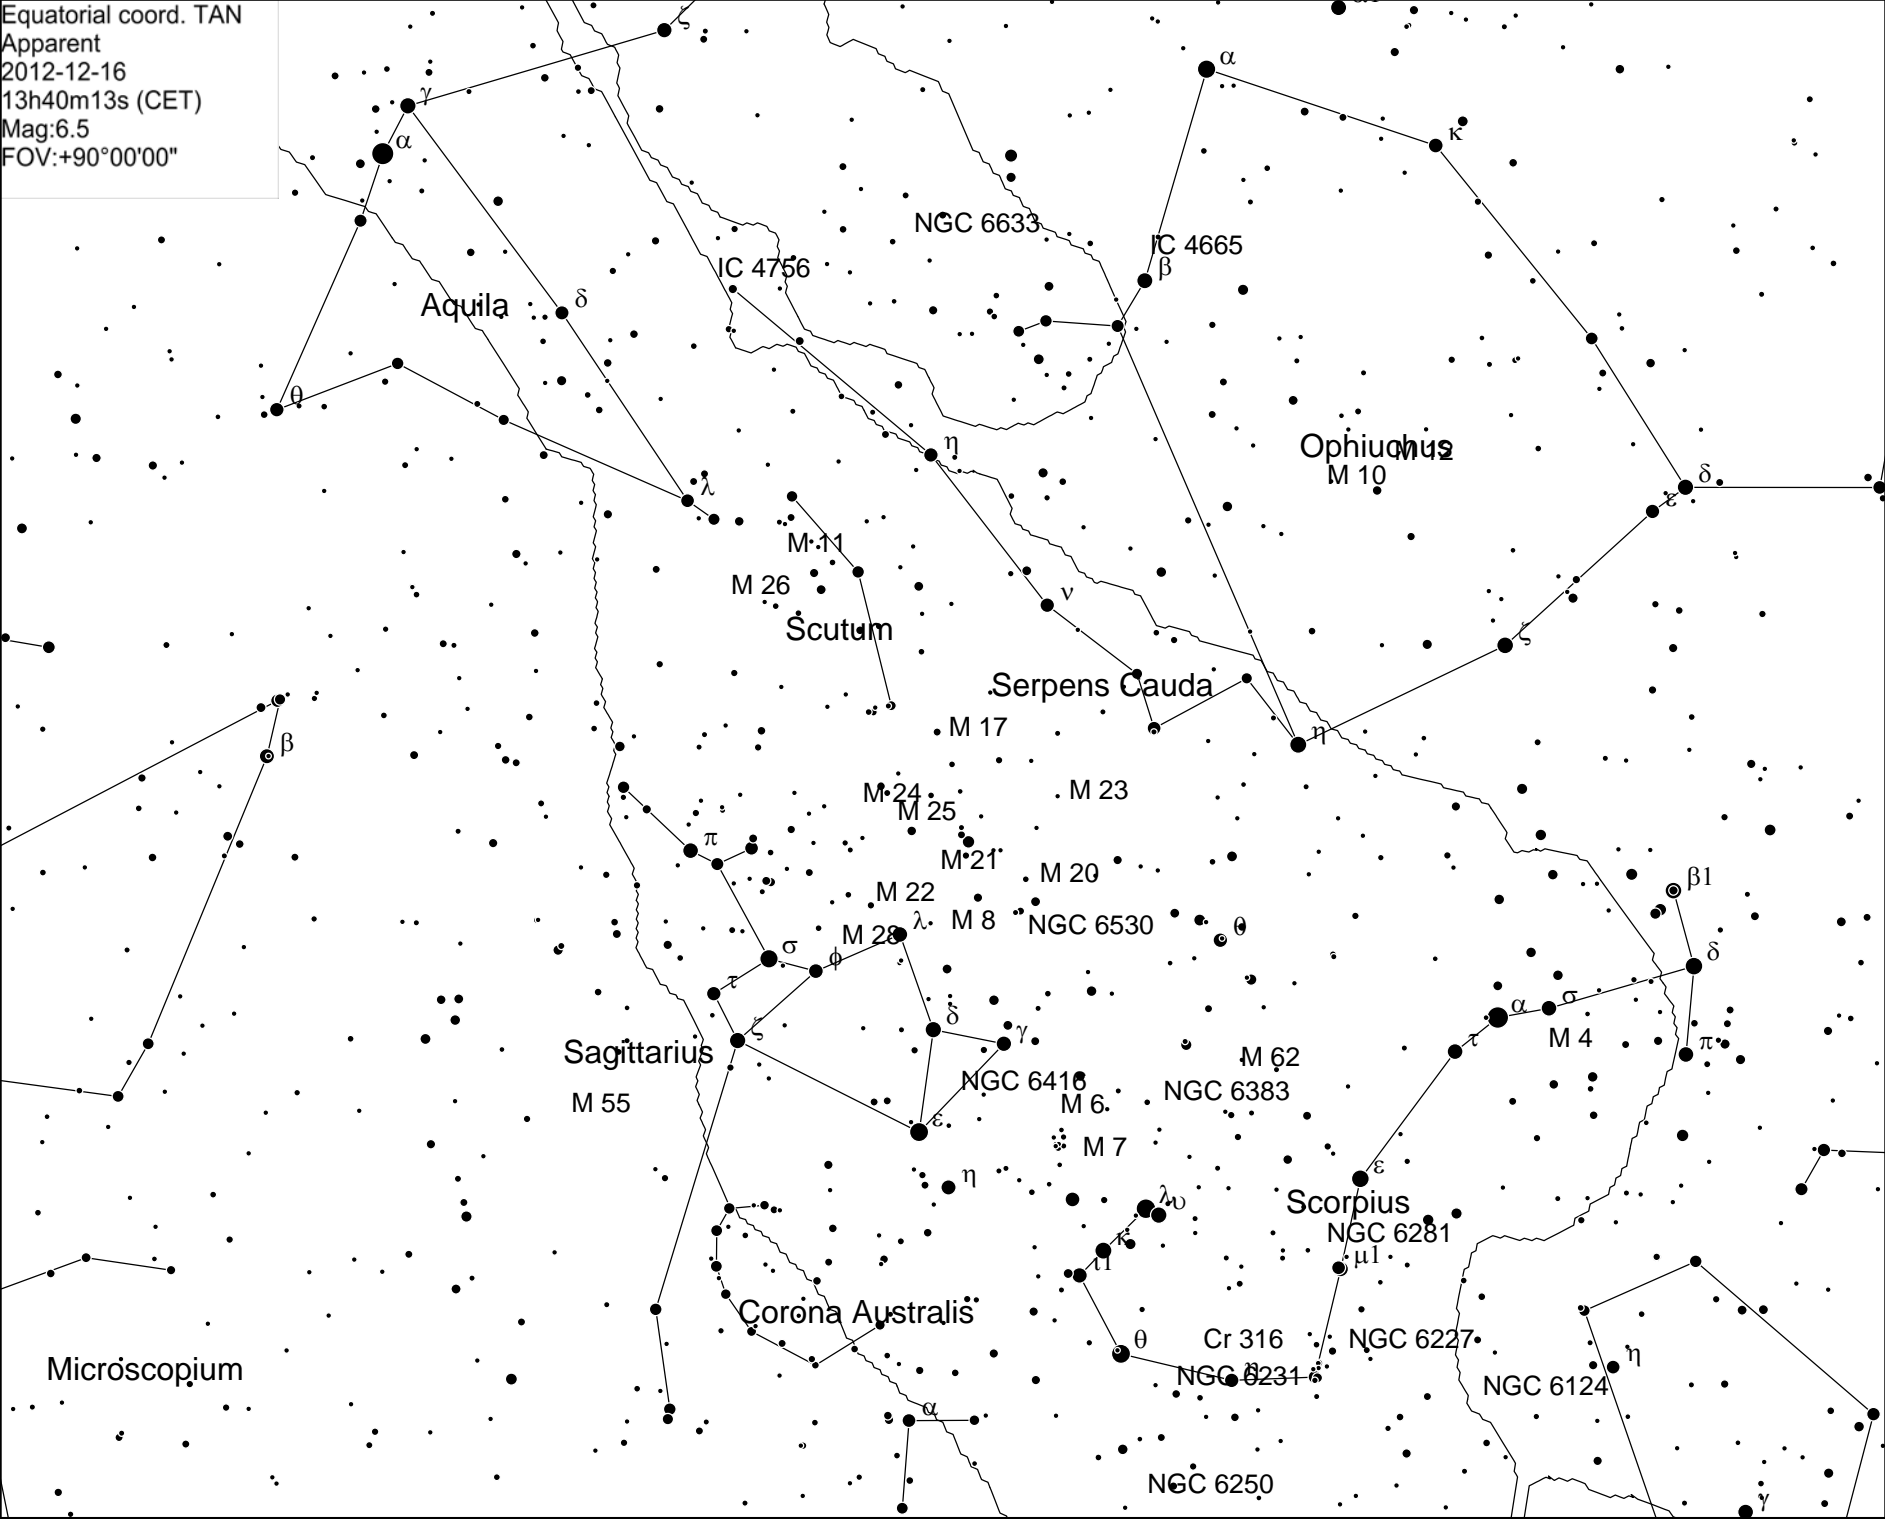 Equatorial coord. TAN
Apparent
2012-12-16
13h40m13s (CET)
Mag:6.5
FOV:+90°00'00"
ζ
γ
α
α
κ
NGC 6633
IC 4665
IC 4756
β
Aquila
δ
θ
η
Ophiuchus
M 12
M 10
λ
δ
ε
M 11
M 26
ν
Scutum
ζ
Serpens Cauda
M 17
η
β
M 24
M 23
M 25
π
M 21
M 20
β1
M 22
λ
M 8
NGC 6530
θ
M 28
σ
φ
δ
τ
α
σ
δ
ζ
γ
τ
M 4
π
Sagittarius
M 62
NGC 6416
NGC 6383
M 55
M 6
ε
M 7
ε
η
λ
υ
Scorpius
κ
NGC 6281
ι1
μ1
Corona Australis
θ
Cr 316
NGC 6227
Microscopium
η
NGC 6231
η
NGC 6124
α
NGC 6250
γ